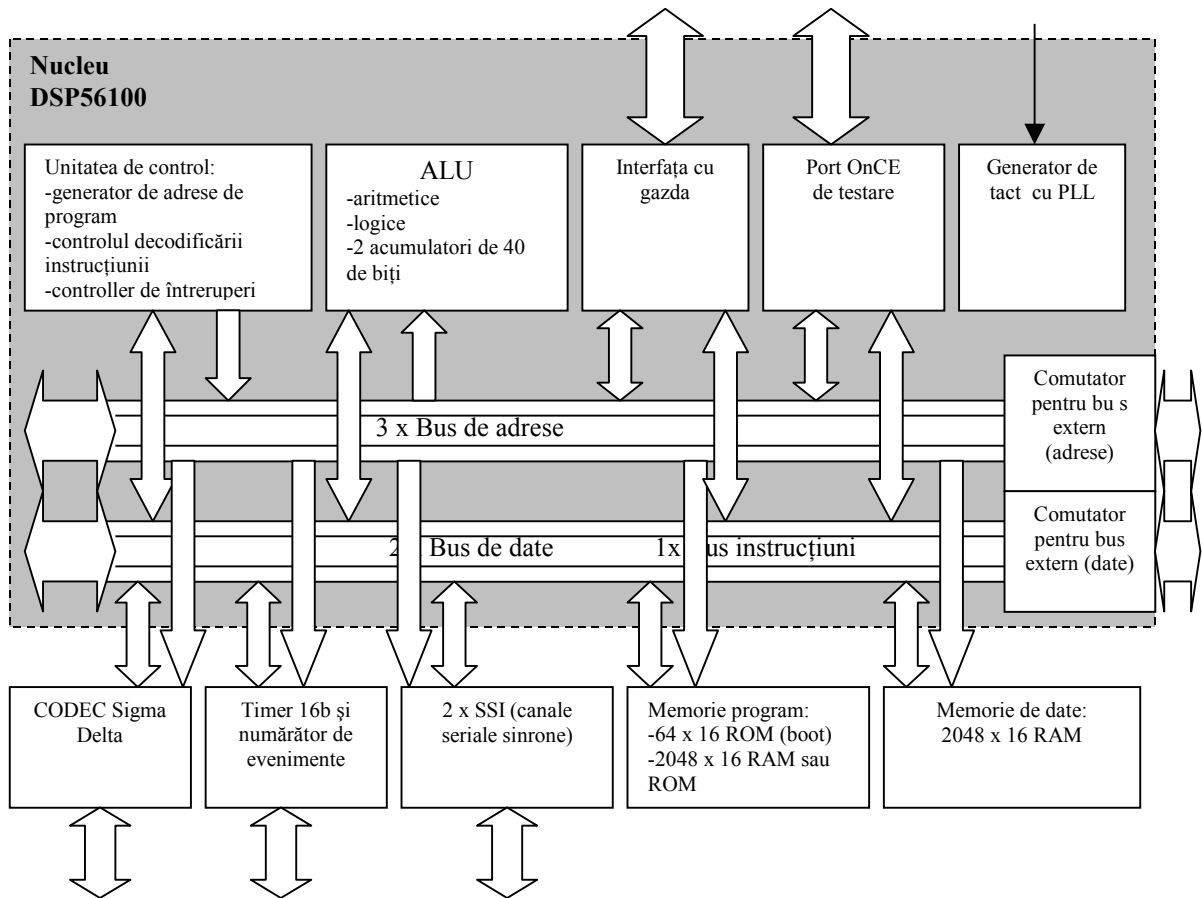 Nucleu
DSP56100
Unitatea de control:
-generator de adrese de
program
-controlul decodificării
instrucțiunii
-controller de întreruperi
ALU
-aritmetice
-logice
-2 acumulatori de 40
de biți
Interfața cu
gazda
Port OnCE
de testare
Generator de
tact cu PLL
3 x Bus de adrese
Comutator
pentru bu s
extern
(adrese)
Bus de date
instrucțiuni
Comutator
pentru bus
extern (date)
CODEC Sigma
Delta
Timer 16b și
numărător de
evenimente
2 x SSI (canale
seriale sinrone)
Memorie program:
-64 x 16 ROM (boot)
-2048 x 16 RAM sau
ROM
Memorie de date:
2048 x 16 RAM